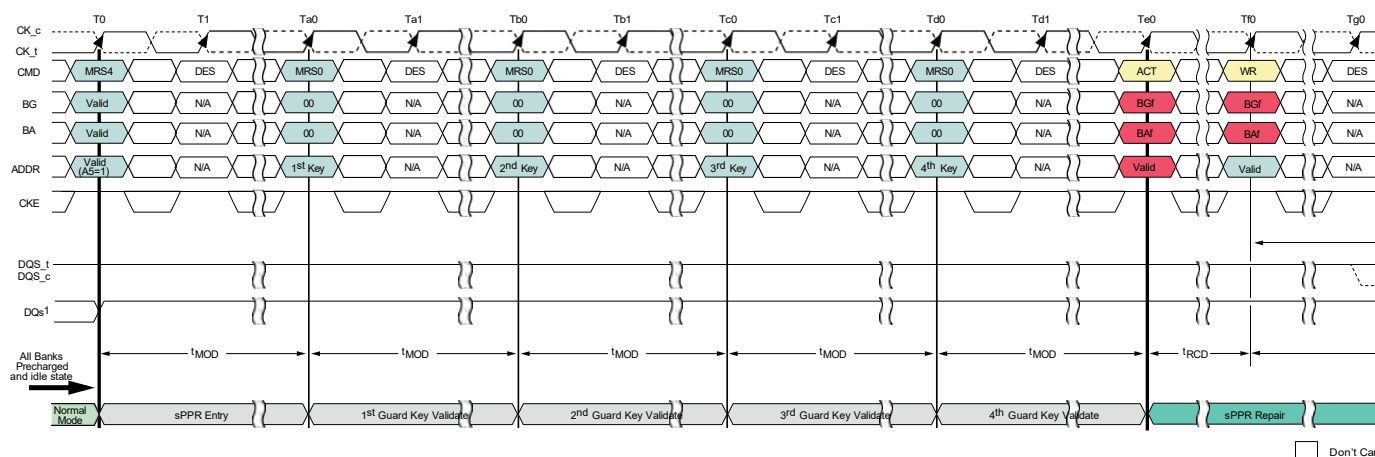 T0 T1 Ta0 Ta1 Tb0 Tb1 Tc0 Tc1 Td0 Td1 Te0 Tf0 Tg0
CK_c
CK_t
CMD MRS4 DES MRS0 DES MRS0 DES MRS0 DES MRS0 DES ACT WR DES
BG Valid N/A 00 N/A 00 N/A 00 N/A 00 N/A BGf BGf N/A
BA Valid N/A 00 N/A 00 N/A 00 N/A 00 N/A BAf BAf N/A
ADDR Valid (A5=1) N/A 1st Key N/A 2nd Key N/A 3rd Key N/A 4th Key N/A Valid Valid N/A
CKE
DQS_t
DQS_c
DQs1
tMOD tMOD tMOD tMOD tMOD tRCD
All Banks
Precharged
and idle state
Normal Mode sPPR Entry 1st Guard Key Validate 2nd Guard Key Validate 3rd Guard Key Validate 4th Guard Key Validate sPPR Repair
Don't Car